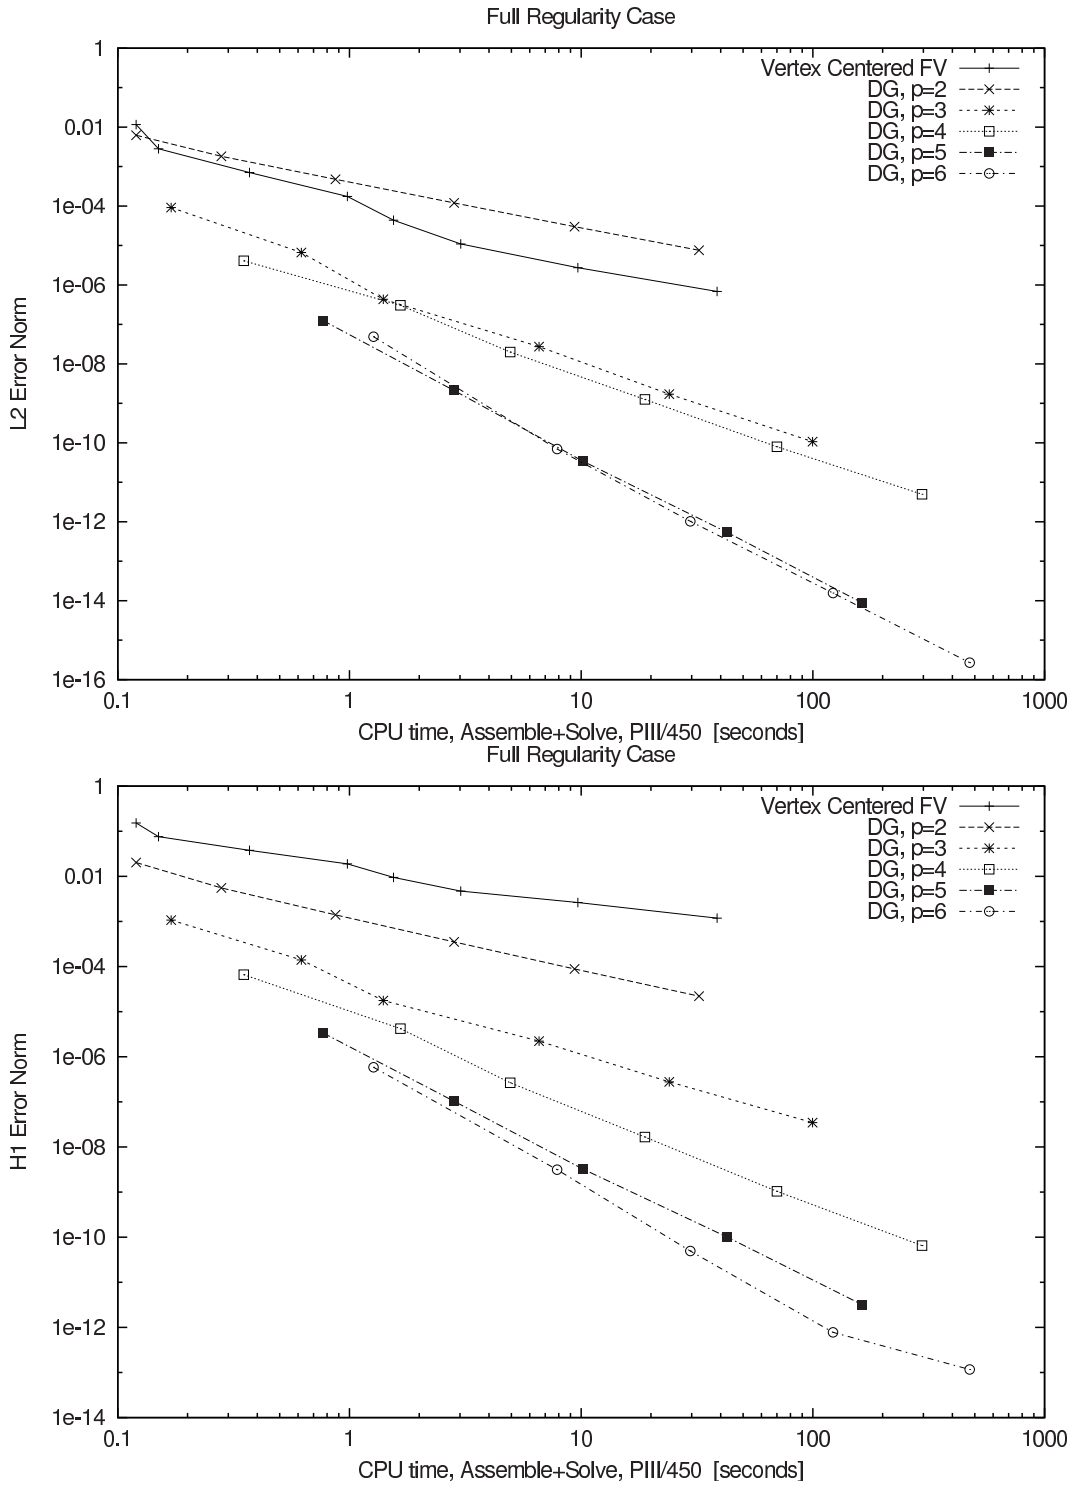 Full Regularity Case
1
0.01
1e-04
1e-06
1e-08
1e-10
1e-12
1e-14
1e-16
L2 Error Norm
Vertex Centered FV
DG, p=2
DG, p=3
DG, p=4
DG, p=5
DG, p=6
0.1 1 10 100 1000
CPU time, Assemble+Solve, PIII/450 [seconds]
Full Regularity Case
1
0.01
1e-04
1e-06
1e-08
1e-10
1e-12
1e-14
H1 Error Norm
Vertex Centered FV
DG, p=2
DG, p=3
DG, p=4
DG, p=5
DG, p=6
0.1 1 10 100 1000
CPU time, Assemble+Solve, PIII/450 [seconds]